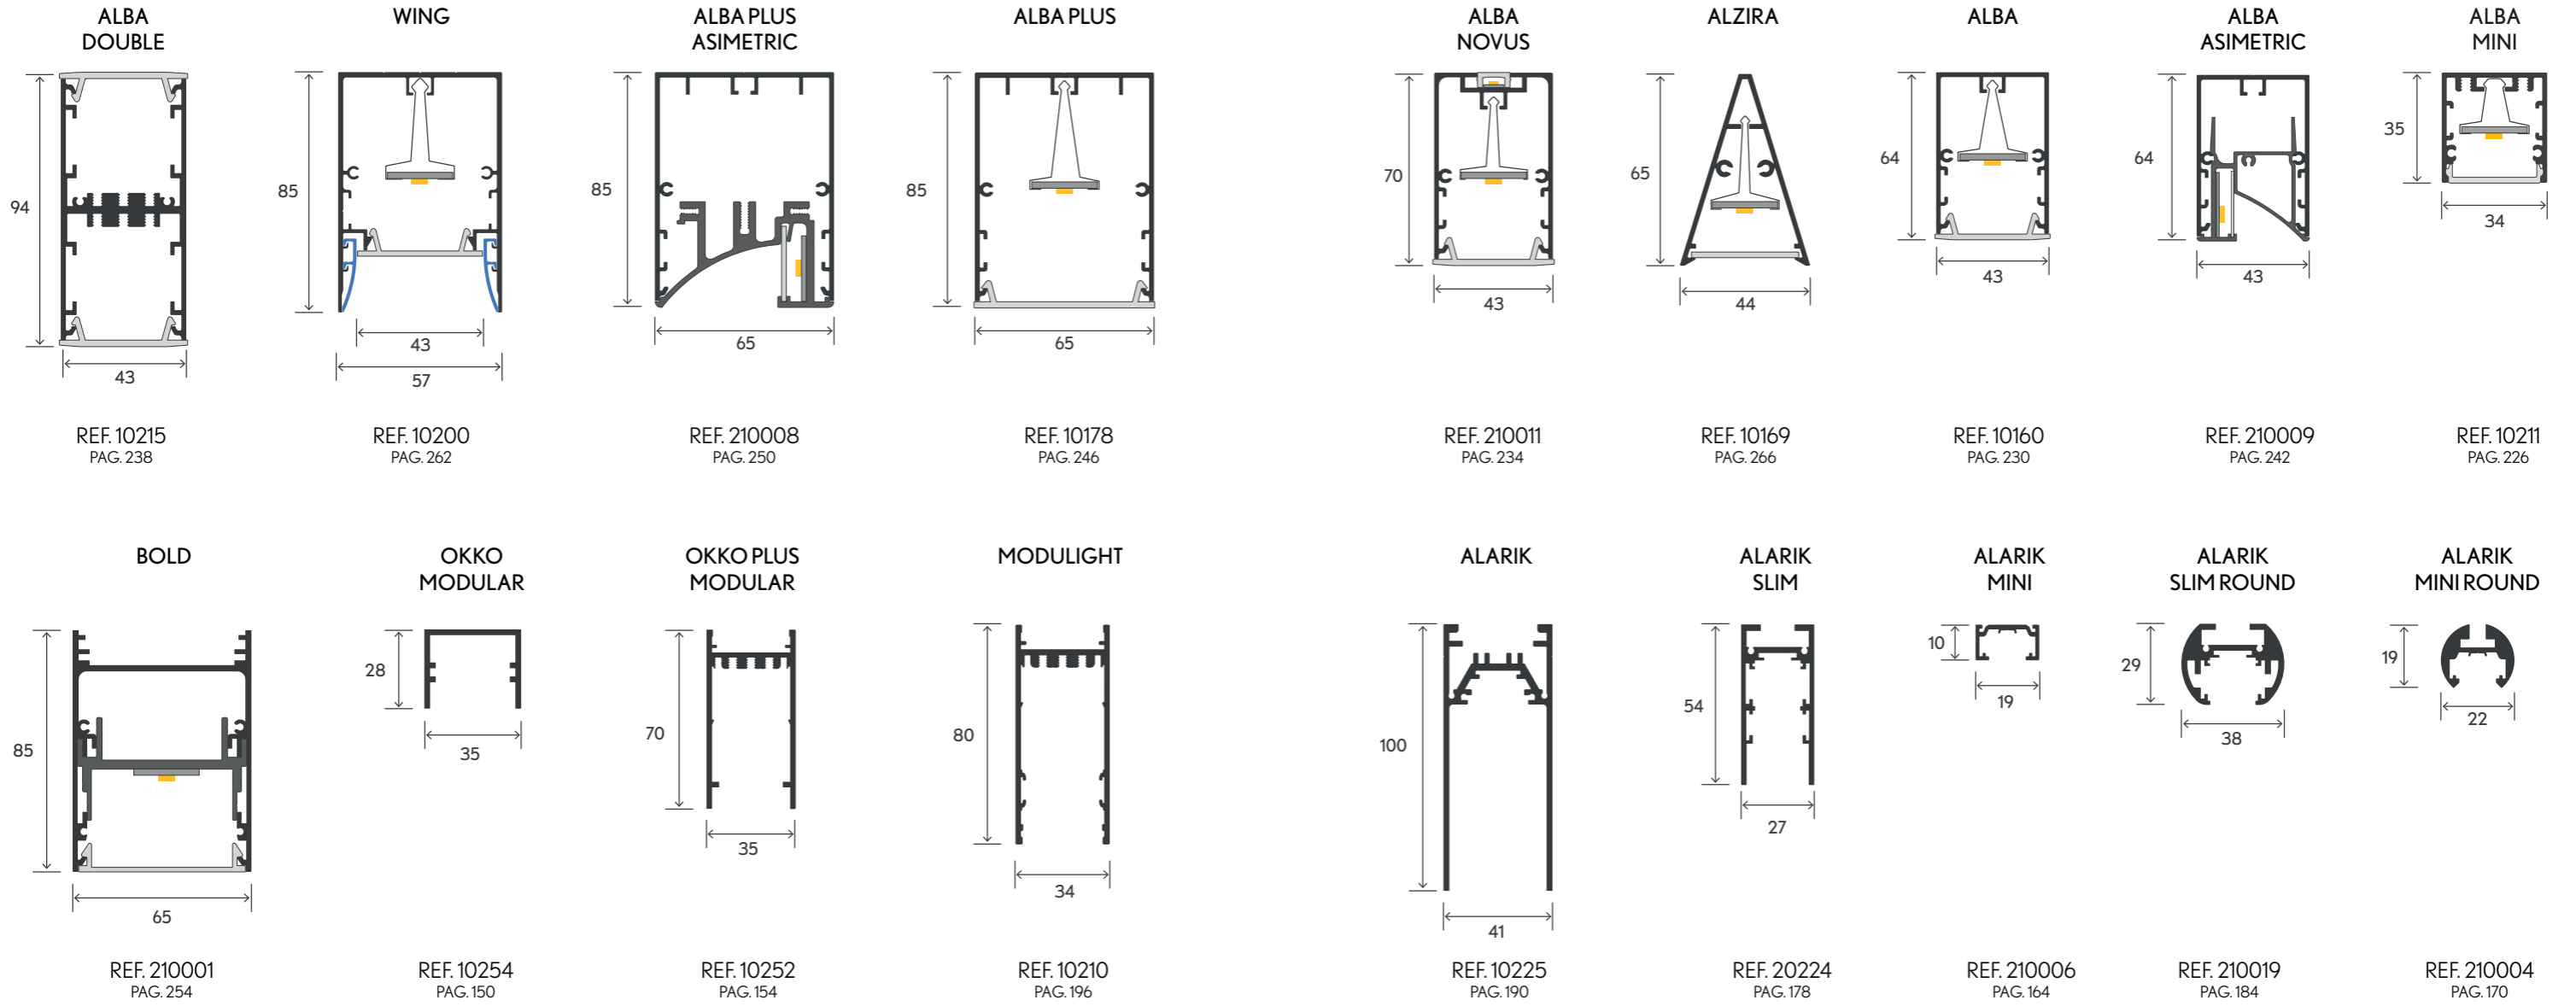 ALBA
DOUBLE
94
43
REF. 10215
PAG. 238
WING
85
43
57
REF. 10200
PAG. 262
ALBA PLUS
ASIMETRIC
85
65
REF. 210008
PAG. 250
ALBA PLUS
85
65
REF. 10178
PAG. 246
ALBA
NOVUS
70
43
REF. 210011
PAG. 234
ALZIRA
65
44
REF. 10169
PAG. 266
ALBA
64
43
REF. 10160
PAG. 230
ALBA
ASIMETRIC
64
43
REF. 210009
PAG. 242
ALBA
MINI
35
34
REF. 10211
PAG. 226
BOLD
85
65
REF. 210001
PAG. 254
OKKO
MODULAR
28
35
REF. 10254
PAG. 150
OKKO PLUS
MODULAR
70
35
REF. 10252
PAG. 154
MODULIGHT
80
34
REF. 10210
PAG. 196
ALARIK
100
41
REF. 10225
PAG. 190
ALARIK
SLIM
54
27
REF. 20224
PAG. 178
ALARIK
MINI
10
19
REF. 210006
PAG. 164
ALARIK
SLIM ROUND
29
38
REF. 210019
PAG. 184
ALARIK
MINI ROUND
19
22
REF. 210004
PAG. 170